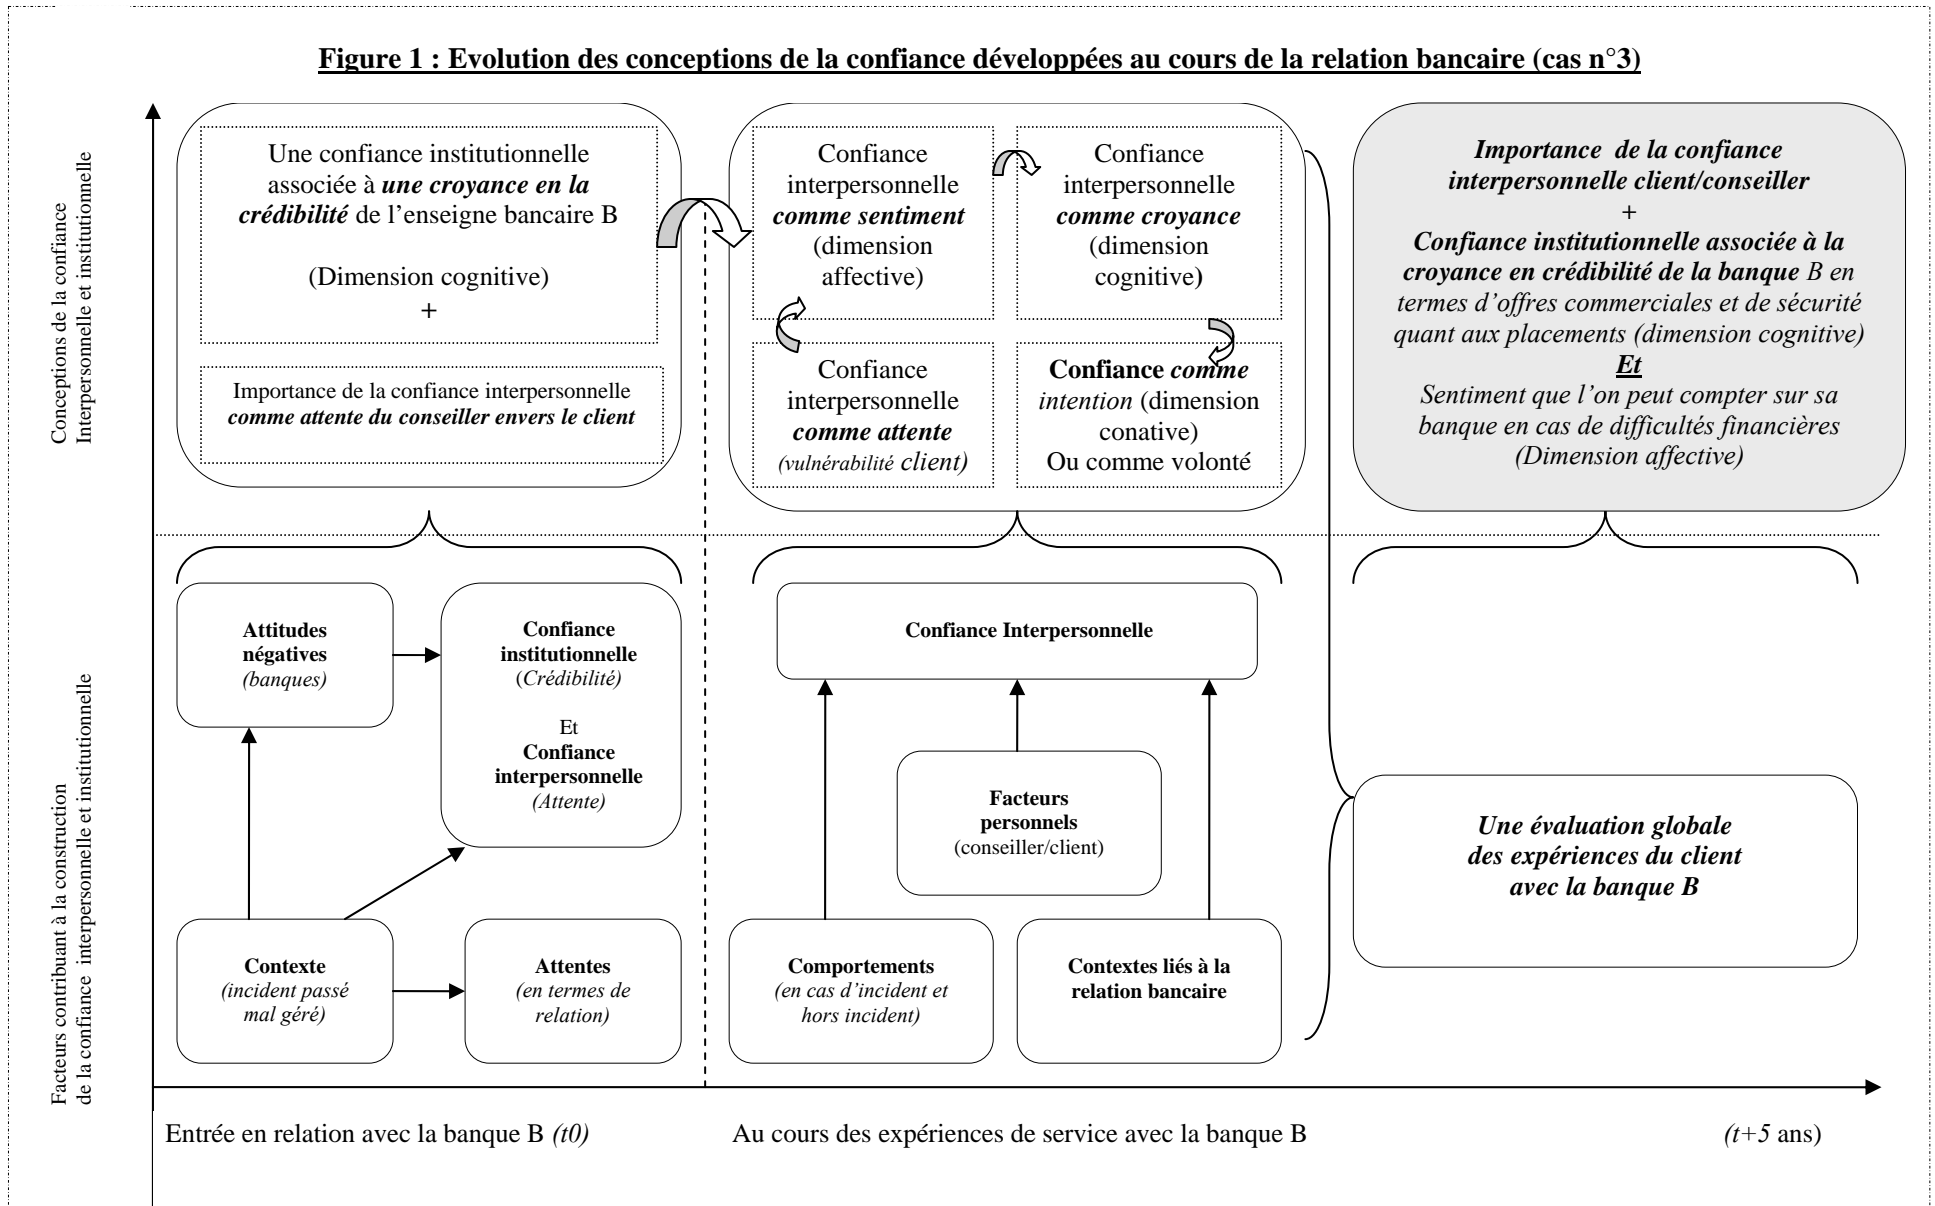 Figure 1 : Evolution des conceptions de la confiance développées au cours de la relation bancaire (cas n°3)
Conceptions de la confiance
Interpersonnelle et institutionnelle
Une confiance institutionnelle
associée à une croyance en la
crédibilité de l’enseigne bancaire B
(Dimension cognitive)
+
Importance de la confiance interpersonnelle
comme attente du conseiller envers le client
Confiance
interpersonnelle
comme sentiment
(dimension
affective)
Confiance
interpersonnelle
comme croyance
(dimension
cognitive)
Confiance
interpersonnelle
comme attente
(vulnérabilité client)
Confiance comme
intention (dimension
conative)
Ou comme volonté
Importance de la confiance
interpersonnelle client/conseiller
+
Confiance institutionnelle associée à la
croyance en crédibilité de la banque B en
termes d’offres commerciales et de sécurité
quant aux placements (dimension cognitive)
Et
Sentiment que l’on peut compter sur sa
banque en cas de difficultés financières
(Dimension affective)
Facteurs contribuant à la construction
de la confiance interpersonnelle et institutionnelle
Attitudes
négatives
(banques)
Confiance
institutionnelle
(Crédibilité)
Et
Confiance
interpersonnelle
(Attente)
Contexte
(incident passé
mal géré)
Attentes
(en termes de
relation)
Confiance Interpersonnelle
Facteurs
personnels
(conseiller/client)
Comportements
(en cas d’incident et
hors incident)
Contextes liés à la
relation bancaire
Une évaluation globale
des expériences du client
avec la banque B
Entrée en relation avec la banque B (t0)
Au cours des expériences de service avec la banque B
(t+5 ans)